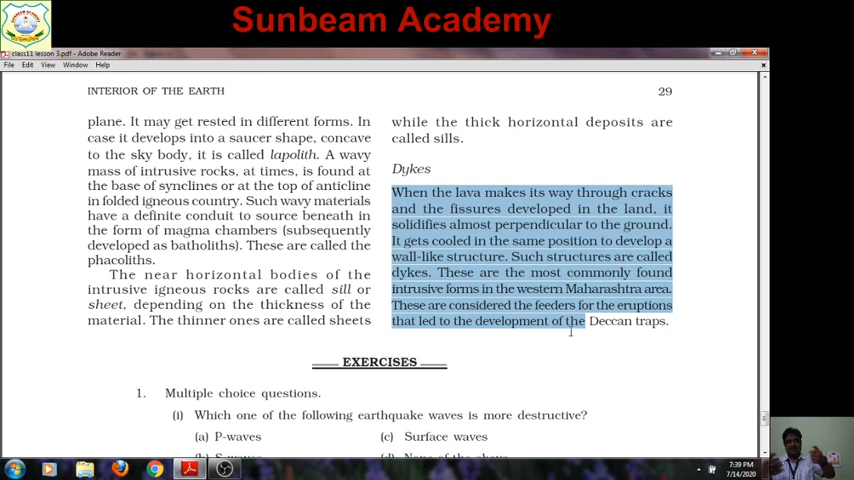 Sunbeam Academy
class11 lesson 3.pdf - Adobe Reader
File Edit View Window Help
INTERIOR OF THE EARTH 29
plane. It may get rested in different forms. In
case it develops into a saucer shape, concave
to the sky body, it is called lapolith. A wavy
mass of intrusive rocks, at times, is found at
the base of synclines or at the top of anticline
in folded igneous country. Such wavy materials
have a definite conduit to source beneath in
the form of magma chambers (subsequently
developed as batholiths). These are called the
phacoliths.
The near horizontal bodies of the
intrusive igneous rocks are called sill or
sheet, depending on the thickness of the
material. The thinner ones are called sheets
while the thick horizontal deposits are
called sills.
Dykes
When the lava makes its way through cracks
and the fissures developed in the land, it
solidifies almost perpendicular to the ground.
It gets cooled in the same position to develop a
wall-like structure. Such structures are called
dykes. These are the most commonly found
intrusive forms in the western Maharashtra area.
These are considered the feeders for the eruptions
that led to the development of the Deccan traps.
EXERCISES
1. Multiple choice questions.
(i) Which one of the following earthquake waves is more destructive?
(a) P-waves (c) Surface waves
7:39 PM
7/14/2020